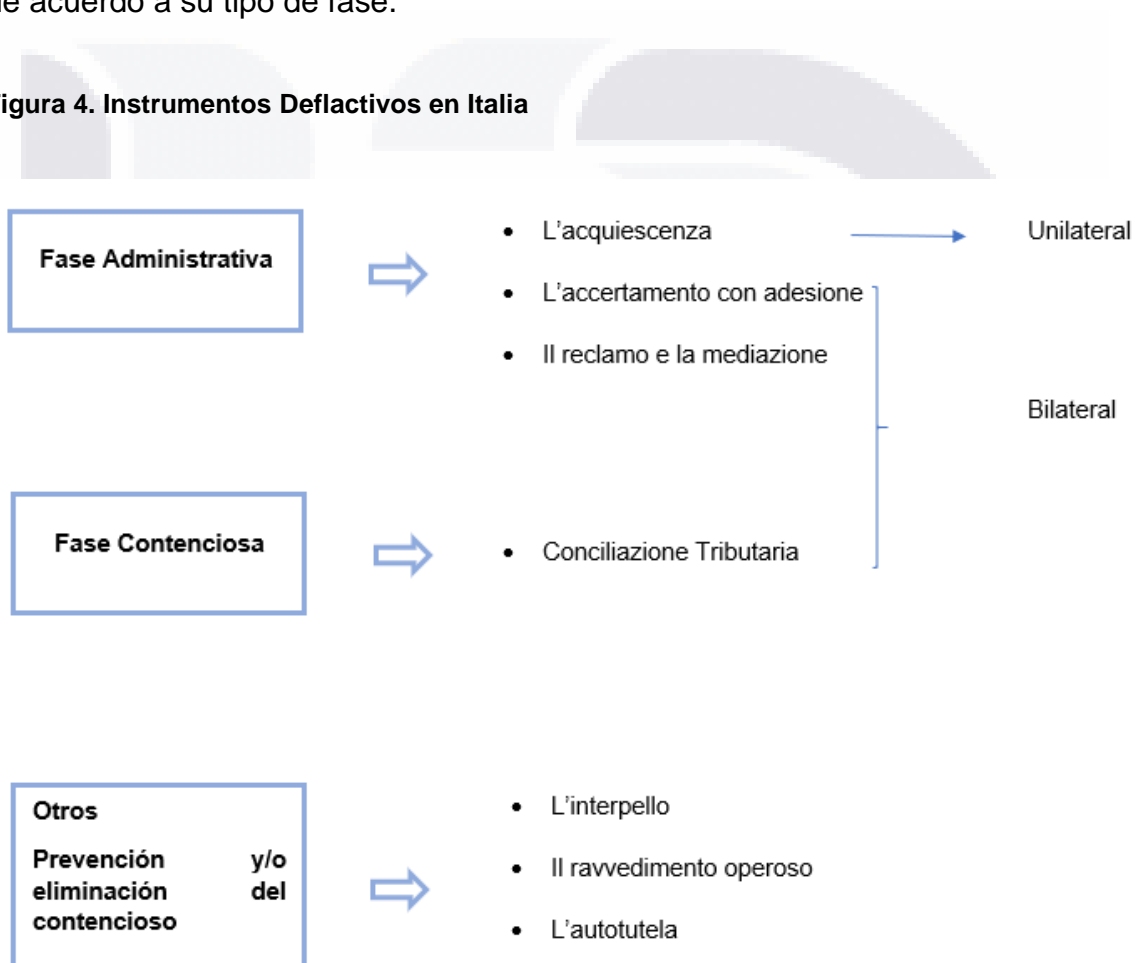 de acuerdo a su tipo de fase.
Figura 4. Instrumentos Deflactivos en Italia
Fase Administrativa
• L’acquiescenza
Unilateral
• L’accertamento con adesione
• Il reclamo e la mediazione
Bilateral
Fase Contenciosa
• Conciliazione Tributaria
Otros
Prevención y/o
eliminación del
contencioso
• L’interpello
• Il ravvedimento operoso
• L’autotutela